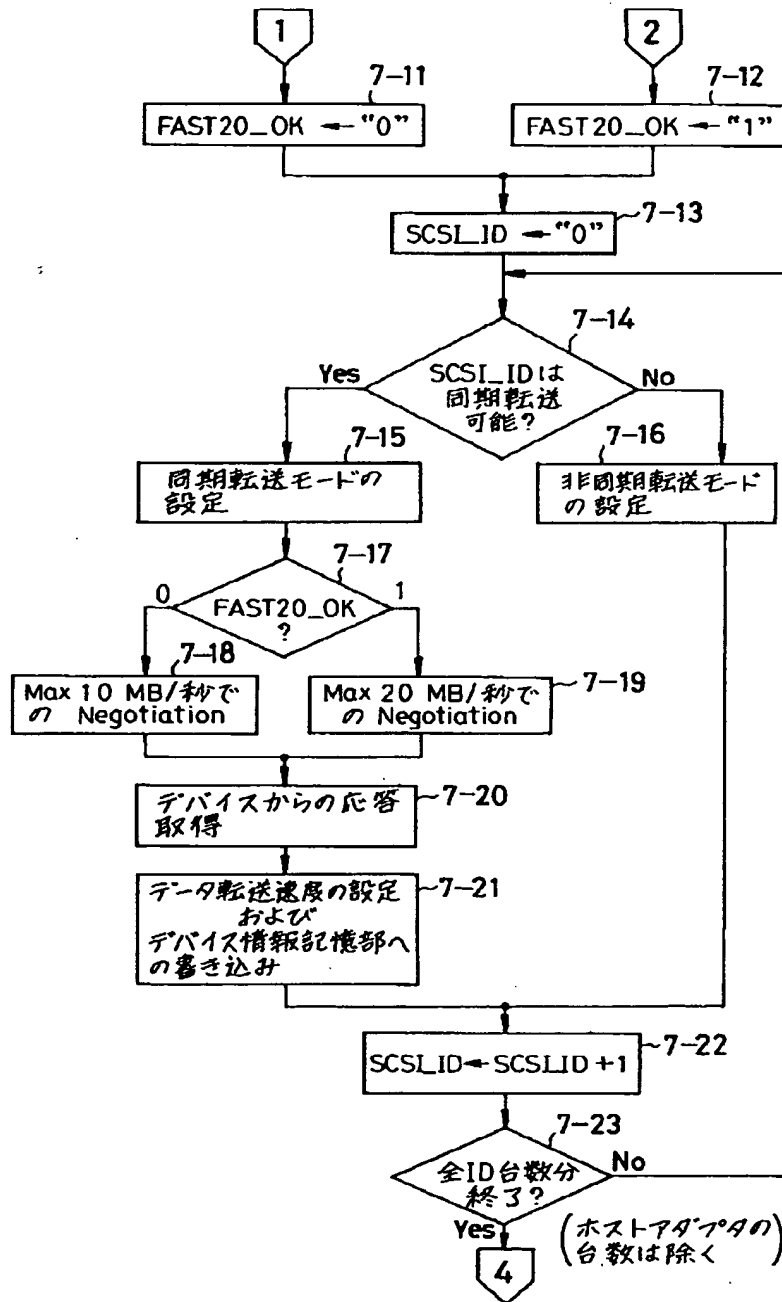 1
2
7-11
7-12
FAST20_OK ← "0"
FAST20_OK ← "1"
7-13
SCSI_ID ← "0"
7-14
Yes
SCSI_IDは
同期転送
可能?
No
7-15
7-16
同期転送モードの
設定
非同期転送モード
の設定
7-17
0
FAST20_OK
?
1
7-18
Max 10 MB/秒で
の Negotiation
Max 20 MB/秒で
の Negotiation
7-19
デバイスからの応答
取得
7-20
データ転送速度の設定
および
デバイス情報記憶部へ
の書き込み
7-21
SCSI_ID ← SCSI_ID +1
7-22
7-23
全ID台数分
終了?
No
Yes
(ホストアダプタの
台数は除く)
4